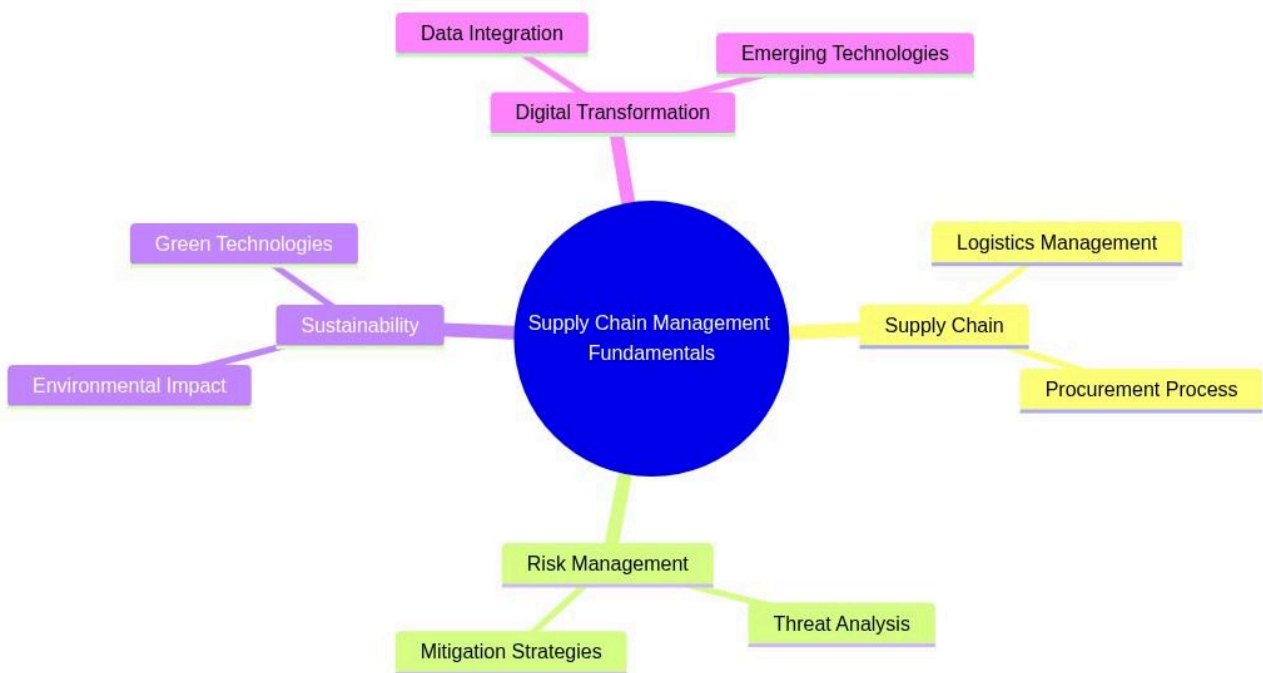 Data Integration
Emerging Technologies
Digital Transformation
Green Technologies
Logistics Management
Sustainability
Supply Chain Management
Fundamentals
Supply Chain
Environmental Impact
Procurement Process
Risk Management
Threat Analysis
Mitigation Strategies